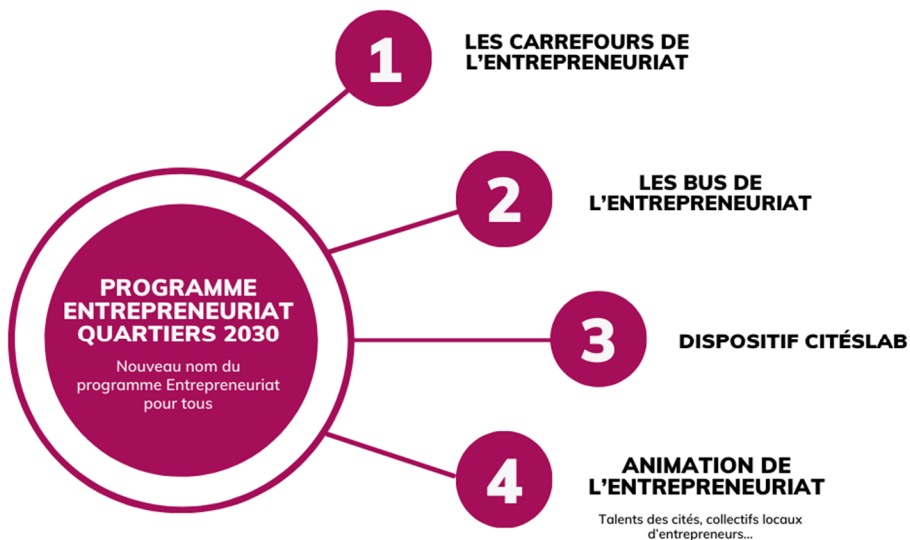 PROGRAMME
ENTREPRENEURIAT
QUARTIERS 2030
Nouveau nom du
programme Entrepreneuriat
pour tous
1
LES CARREFOURS DE
L'ENTREPRENEURIAT
2
LES BUS DE
L'ENTREPRENEURIAT
3
DISPOSITIF CITÉSLAB
4
ANIMATION DE
L'ENTREPRENEURIAT
Talents des cités, collectifs locaux
d'entrepreneurs...